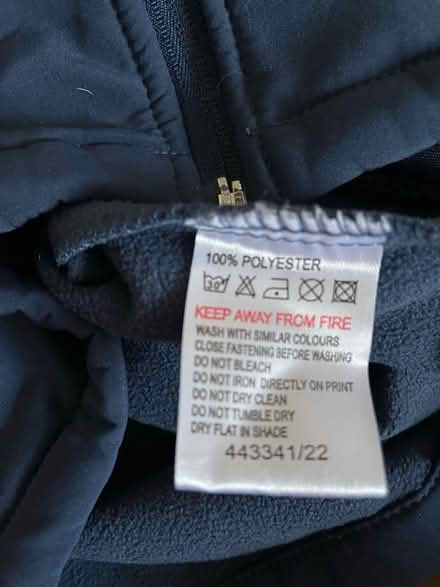 100% POLYESTER
30°
KEEP AWAY FROM FIRE
WASH WITH SIMILAR COLOURS
CLOSE FASTENING BEFORE WASHING
DO NOT BLEACH
DO NOT IRON DIRECTLY ON PRINT
DO NOT DRY CLEAN
DO NOT TUMBLE DRY
DRY FLAT IN SHADE
443341/22